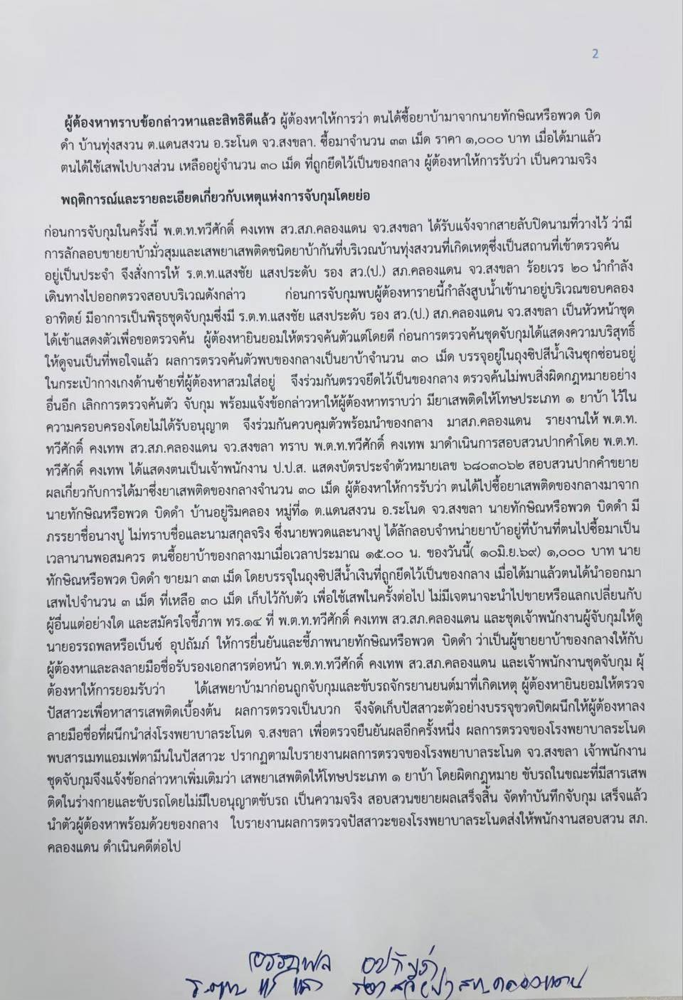 2
ผู้ต้องหาทราบข้อกล่าวหาและสิทธิดีแล้ว ผู้ต้องหาให้การว่า ตนได้ซื้อยาบ้ามาจากนายทักษิณหรือพวด บิด
ดำ บ้านทุ่งสงวน ต.แดนสงวน อ.ระโนด จว.สงขลา. ซื้อมาจำนวน ๓๓ เม็ด ราคา ๑,๐๐๐ บาท เมื่อได้มาแล้ว
ตนได้ใช้เสพไปบางส่วน เหลืออยู่จำนวน ๓๐ เม็ด ที่ถูกยึดไว้เป็นของกลาง ผู้ต้องหาให้การรับว่า เป็นความจริง
พฤติการณ์และรายละเอียดเกี่ยวกับเหตุแห่งการจับกุมโดยย่อ
ก่อนการจับกุมในครั้งนี้ พ.ต.ท.ทวีศักดิ์ คงเทพ สว.สภ.คลองแดน จว.สงขลา ได้รับแจ้งจากสายลับปิดนามที่วางไว้ ว่ามี
การลักลอบขายยาบ้ามั่วสุมและเสพยาเสพติดชนิดยาบ้ากันที่บริเวณบ้านทุ่งสงวนที่เกิดเหตุซึ่งเป็นสถานที่เข้าตรวจค้น
อยู่เป็นประจำ จึงสั่งการให้ ร.ต.ท.แสงชัย แสงประดับ รอง สว.(ป.) สภ.คลองแดน จว.สงขลา ร้อยเวร ๒๐ นำกำลัง
เดินทางไปออกตรวจสอบบริเวณดังกล่าว ก่อนการจับกุมพบผู้ต้องหารายนี้กำลังสูบน้ำเข้านาอยู่บริเวณขอบคลอง
อาทิตย์ มีอาการเป็นพิรุธชุดจับกุมซึ่งมี ร.ต.ท.แสงชัย แสงประดับ รอง สว.(ป.) สภ.คลองแดน จว.สงขลา เป็นหัวหน้าชุด
ได้เข้าแสดงตัวเพื่อขอตรวจค้น ผู้ต้องหายินยอมให้ตรวจค้นตัวแต่โดยดี ก่อนการตรวจค้นชุดจับกุมได้แสดงความบริสุทธิ์
ให้ดูจนเป็นที่พอใจแล้ว ผลการตรวจค้นตัวพบของกลางเป็นยาบ้าจำนวน ๓๐ เม็ด บรรจุอยู่ในถุงซิปสีน้ำเงินซุกซ่อนอยู่
ในกระเป๋ากางเกงด้านซ้ายที่ผู้ต้องหาสวมใส่อยู่ จึงร่วมกันตรวจยึดไว้เป็นของกลาง ตรวจค้นไม่พบสิ่งผิดกฎหมายอย่าง
อื่นอีก เลิกการตรวจค้นตัว จับกุม พร้อมแจ้งข้อกล่าวหาให้ผู้ต้องหาทราบว่า มียาเสพติดให้โทษประเภท ๑ ยาบ้า ไว้ใน
ความครอบครองโดยไม่ได้รับอนุญาต จึงร่วมกันควบคุมตัวพร้อมนำของกลาง มาสภ.คลองแดน รายงานให้ พ.ต.ท.
ทวีศักดิ์ คงเทพ สว.สภ.คลองแดน จว.สงขลา ทราบ พ.ต.ท.ทวีศักดิ์ คงเทพ มาดำเนินการสอบสวนปากคำโดย พ.ต.ท.
ทวีศักดิ์ คงเทพ ได้แสดงตนเป็นเจ้าพนักงาน ป.ป.ส. แสดงบัตรประจำตัวหมายเลข ๖๘๐๓๐๖๒ สอบสวนปากคำขยาย
ผลเกี่ยวกับการได้มาซึ่งยาเสพติดของกลางจำนวน ๓๐ เม็ด ผู้ต้องหาให้การรับว่า ตนได้ไปซื้อยาเสพติดของกลางมาจาก
นายทักษิณหรือพวด บิดดำ บ้านอยู่ริมคลอง หมู่ที่๑ ต.แดนสงวน อ.ระโนด จว.สงขลา นายทักษิณหรือพวด บิดดำ มี
ภรรยาชื่อนางปู ไม่ทราบชื่อและนามสกุลจริง ซึ่งนายพวดและนางปู ได้ลักลอบจำหน่ายยาบ้าอยู่ที่บ้านที่ตนไปซื้อมาเป็น
เวลานานพอสมควร ตนซื้อยาบ้าของกลางมาเมื่อเวลาประมาณ ๑๕.๐๐ น. ของวันนี้( ๑๐มิ.ย.๖๙) ๑,๐๐๐ บาท นาย
ทักษิณหรือพวด บิดดำ ขายมา ๓๓ เม็ด โดยบรรจุในถุงซิปสีน้ำเงินที่ถูกยึดไว้เป็นของกลาง เมื่อได้มาแล้วตนได้นำออกมา
เสพไปจำนวน ๓ เม็ด ที่เหลือ ๓๐ เม็ด เก็บไว้กับตัว เพื่อใช้เสพในครั้งต่อไป ไม่มีเจตนาจะนำไปขายหรือแลกเปลี่ยนกับ
ผู้อื่นแต่อย่างใด และสมัครใจชี้ภาพ ทร.๑๔ ที่ พ.ต.ท.ทวีศักดิ์ คงเทพ สว.สภ.คลองแดน และชุดเจ้าพนักงานผู้จับกุมให้ดู
นายอรรถพลหรือเบ็นซ์ อุปถัมภ์ ให้การยืนยันและชี้ภาพนายทักษิณหรือพวด บิดดำ ว่าเป็นผู้ขายยาบ้าของกลางให้กับ
ผู้ต้องหาและลงลายมือชื่อรับรองเอกสารต่อหน้า พ.ต.ท.ทวีศักดิ์ คงเทพ สว.สภ.คลองแดน และเจ้าพนักงานชุดจับกุม ผู้
ต้องหาให้การยอมรับว่า ได้เสพยาบ้ามาก่อนถูกจับกุมและขับรถจักรยานยนต์มาที่เกิดเหตุ ผู้ต้องหายินยอมให้ตรวจ
ปัสสาวะเพื่อหาสารเสพติดเบื้องต้น ผลการตรวจเป็นบวก จึงจัดเก็บปัสสาวะตัวอย่างบรรจุขวดปิดผนึกให้ผู้ต้องหาลง
ลายมือชื่อที่ผนึกนำส่งโรงพยาบาลระโนด จ.สงขลา เพื่อตรวจยืนยันผลอีกครั้งหนึ่ง ผลการตรวจของโรงพยาบาลระโนด
พบสารเมทแอมเฟตามีนในปัสสาวะ ปรากฏตามใบรายงานผลการตรวจของโรงพยาบาลระโนด จว.สงขลา เจ้าพนักงาน
ชุดจับกุมจึงแจ้งข้อกล่าวหาเพิ่มเติมว่า เสพยาเสพติดให้โทษประเภท ๑ ยาบ้า โดยผิดกฎหมาย ขับรถในขณะที่มีสารเสพ
ติดในร่างกายและขับรถโดยไม่มีใบอนุญาตขับรถ เป็นความจริง สอบสวนขยายผลเสร็จสิ้น จัดทำบันทึกจับกุม เสร็จแล้ว
นำตัวผู้ต้องหาพร้อมด้วยของกลาง ใบรายงานผลการตรวจปัสสาวะของโรงพยาบาลระโนดส่งให้พนักงานสอบสวน สภ.
คลองแดน ดำเนินคดีต่อไป
อรรถพล